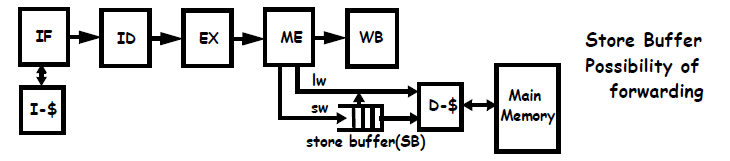 IF
ID
EX
ME
WB
Store Buffer
Possibility of
forwarding
I-$
lw
sw
D-$
Main
Memory
store buffer(SB)